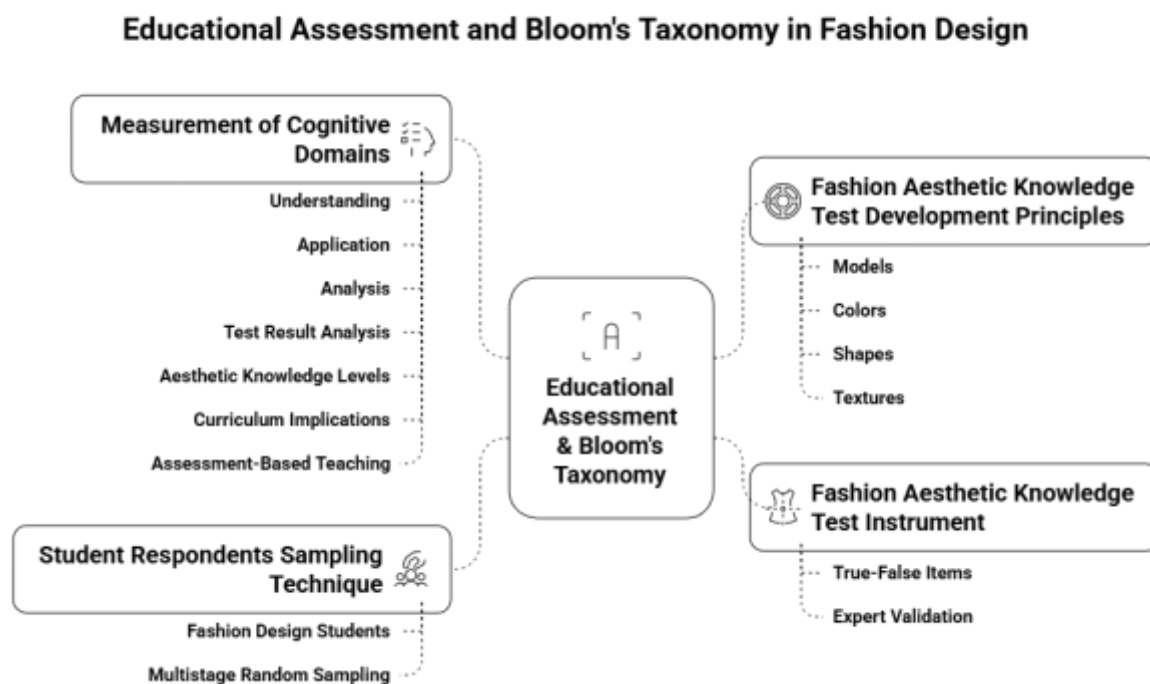 Educational Assessment and Bloom's Taxonomy in Fashion Design
Measurement of Cognitive
Domains
Understanding
Application
Analysis
Test Result Analysis
Aesthetic Knowledge Levels
Curriculum Implications
Assessment-Based Teaching
Student Respondents Sampling
Technique
Fashion Design Students
Multistage Random Sampling
A
Educational
Assessment
& Bloom's
Taxonomy
Fashion Aesthetic Knowledge
Test Development Principles
Models
Colors
Shapes
Textures
Fashion Aesthetic Knowledge
Test Instrument
True-False Items
Expert Validation